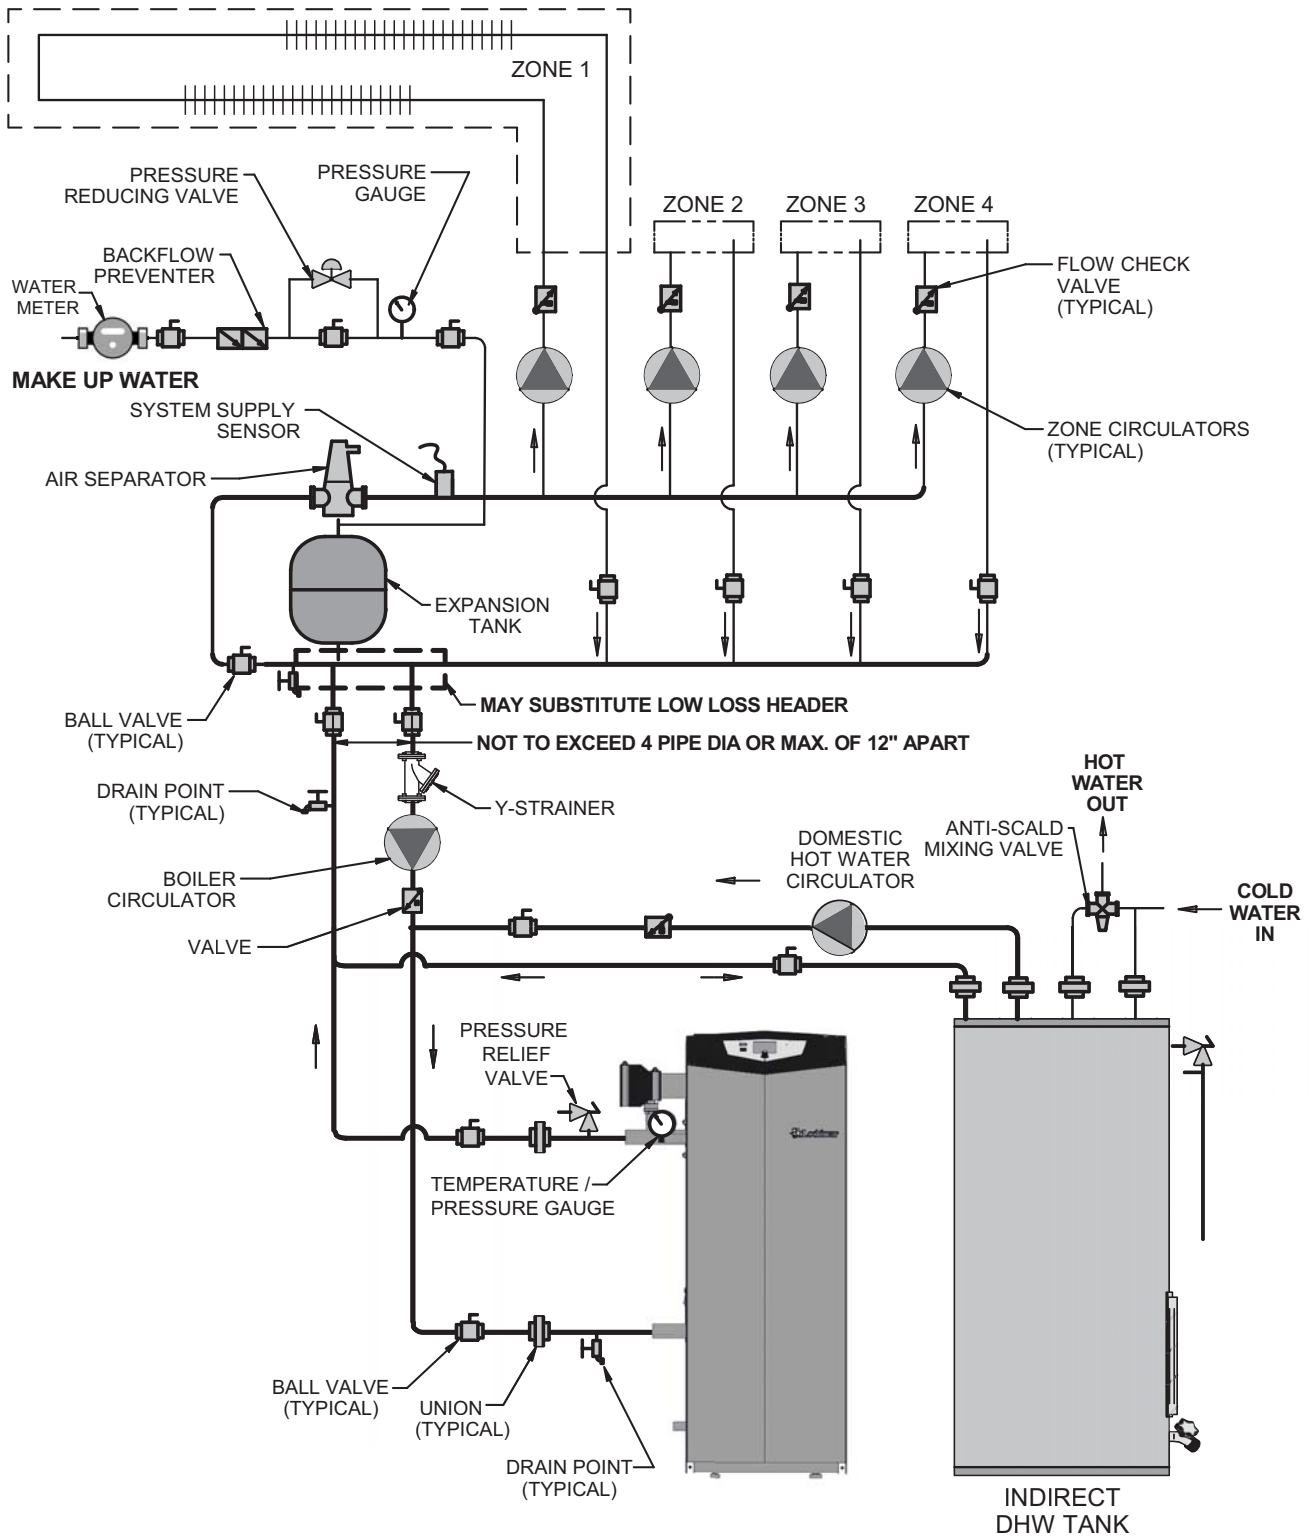 ZONE 1
PRESSURE
REDUCING VALVE
PRESSURE
GAUGE
ZONE 2
ZONE 3
ZONE 4
BACKFLOW
PREVENTER
FLOW CHECK
VALVE
(TYPICAL)
WATER
METER
MAKE UP WATER
SYSTEM SUPPLY
SENSOR
ZONE CIRCULATORS
(TYPICAL)
AIR SEPARATOR
EXPANSION
TANK
MAY SUBSTITUTE LOW LOSS HEADER
BALL VALVE
(TYPICAL)
NOT TO EXCEED 4 PIPE DIA OR MAX. OF 12" APART
HOT
WATER
OUT
DRAIN POINT
(TYPICAL)
Y-STRAINER
ANTI-SCALD
MIXING VALVE
DOMESTIC
HOT WATER
CIRCULATOR
BOILER
CIRCULATOR
COLD
WATER
IN
VALVE
PRESSURE
RELIEF
VALVE
TEMPERATURE /
PRESSURE GAUGE
BALL VALVE
(TYPICAL)
UNION
(TYPICAL)
DRAIN POINT
(TYPICAL)
INDIRECT
DHW TANK